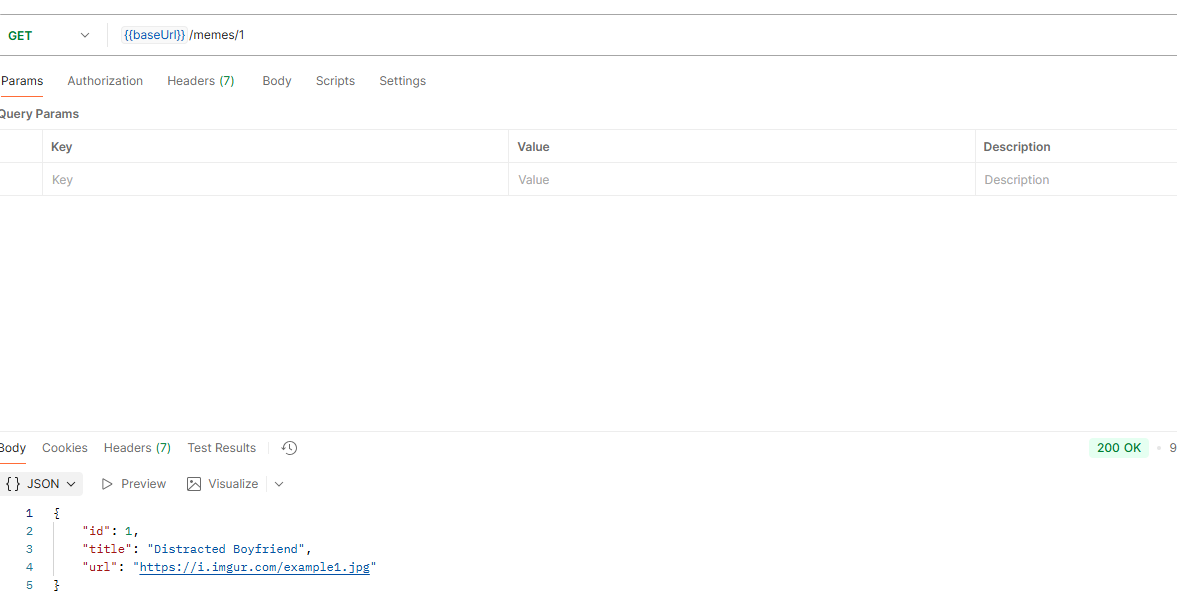 GET {{baseUrl}} /memes/1
Params Authorization Headers (7) Body Scripts Settings
Query Params
Key Value Description
Key Value Description
Body Cookies Headers (7) Test Results 200 OK • 9
{} JSON Preview Visualize
1 {
2 "id": 1,
3 "title": "Distracted Boyfriend",
4 "url": "https://i.imgur.com/example1.jpg"
5 }